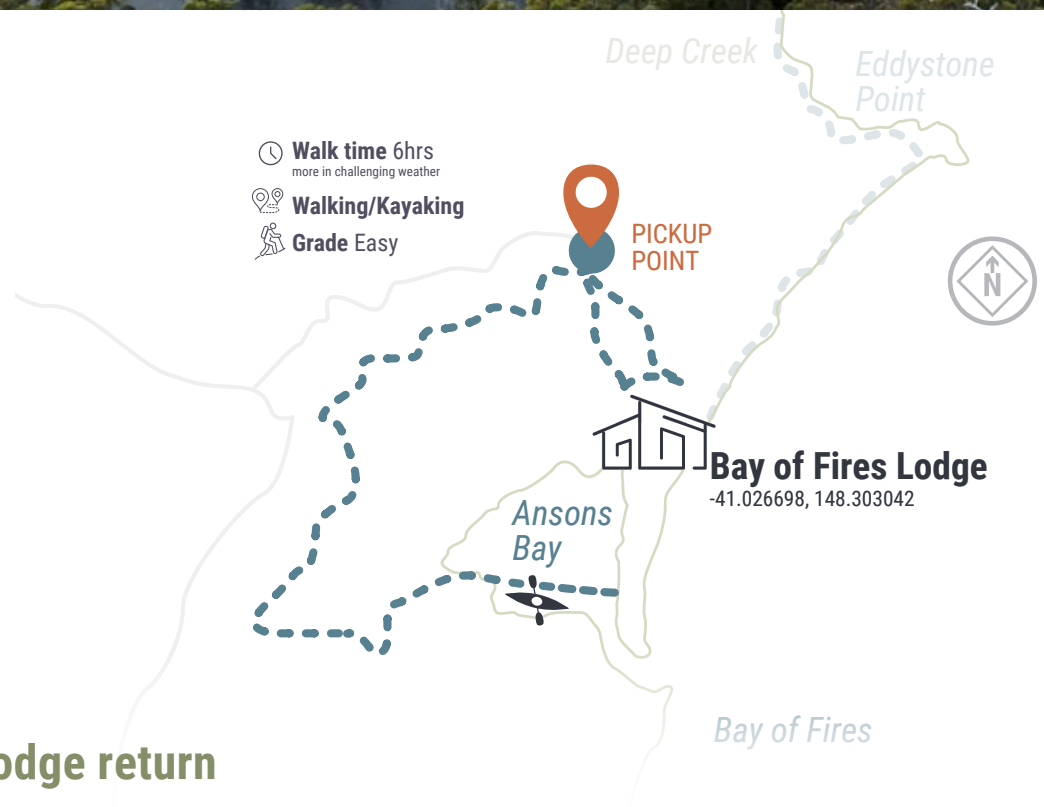 Deep Creek
Eddystone
Point
Walk time 6hrs
more in challenging weather
Walking/Kayaking
Grade Easy
PICKUP
POINT
N
Bay of Fires Lodge
-41.026698, 148.303042
Ansons
Bay
Bay of Fires
odge return